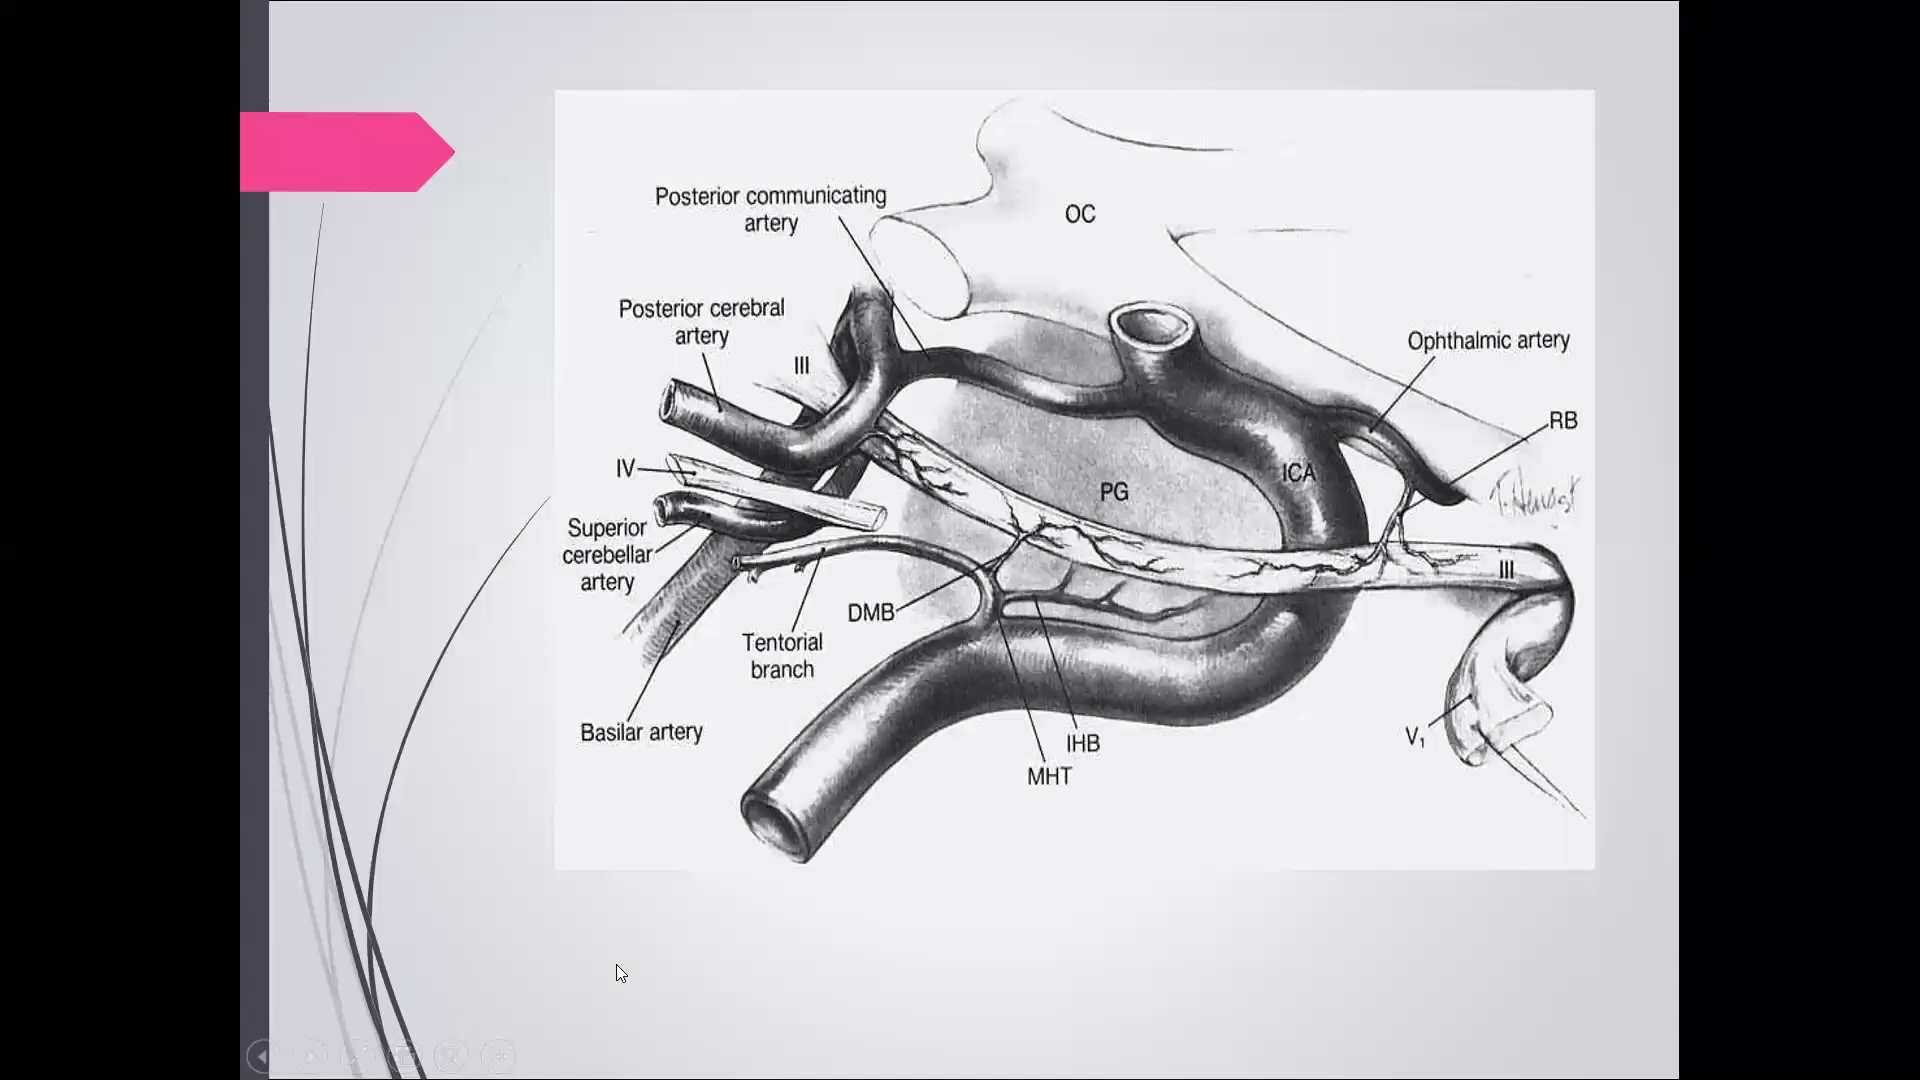 Posterior communicating
artery
OC
Posterior cerebral
artery
III
Ophthalmic artery
RB
IV
ICA
PG
Superior
cerebellar
artery
III
DMB
Tentorial
branch
Basilar artery
V₁
IHB
MHT